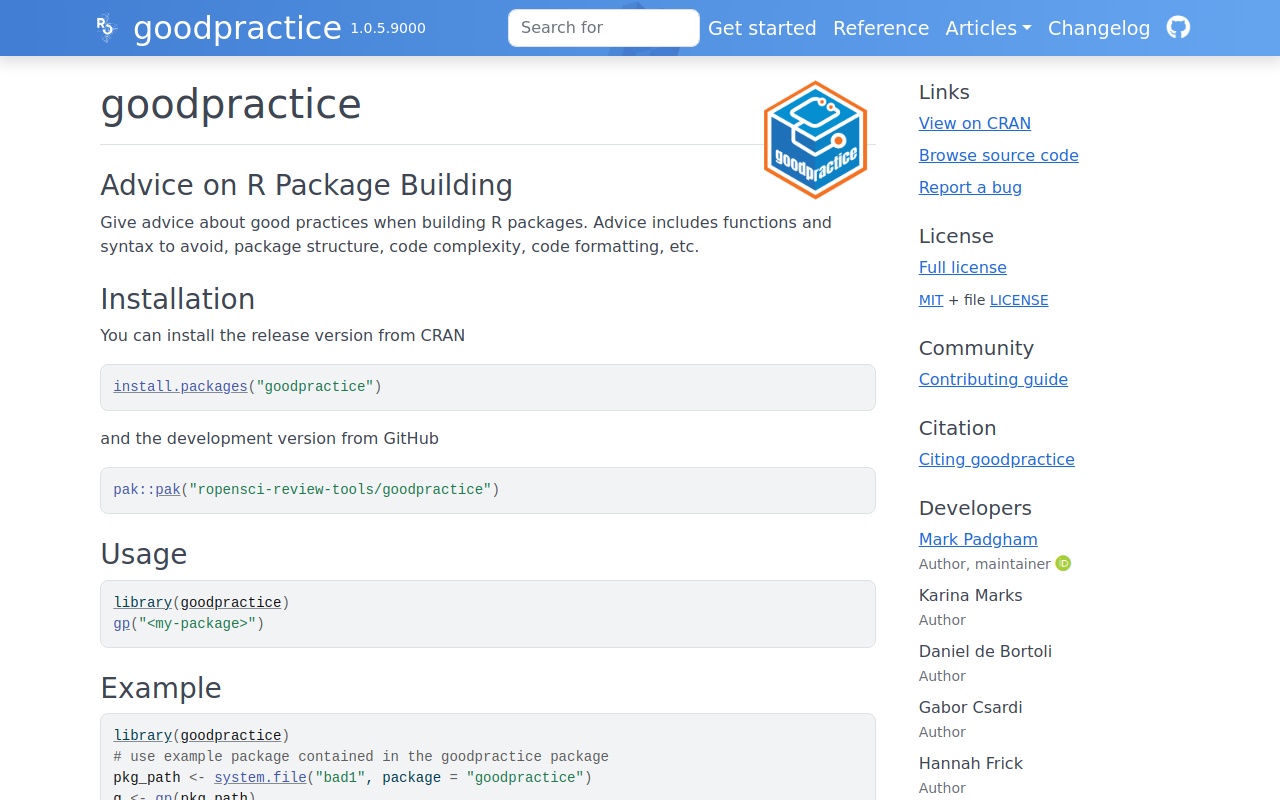 goodpractice 1.0.5.9000
Search for
Get started
Reference
Articles
Changelog
goodpractice
goodpractice
Advice on R Package Building
Give advice about good practices when building R packages. Advice includes functions and
syntax to avoid, package structure, code complexity, code formatting, etc.
Installation
You can install the release version from CRAN
install.packages("goodpractice")
and the development version from GitHub
pak::pak("ropensci-review-tools/goodpractice")
Usage
library(goodpractice)
gp("<my-package>")
Example
library(goodpractice)
# use example package contained in the goodpractice package
pkg_path <- system.file("bad1", package = "goodpractice")
g <- gp(pkg_path)
Links
View on CRAN
Browse source code
Report a bug
License
Full license
MIT + file LICENSE
Community
Contributing guide
Citation
Citing goodpractice
Developers
Mark Padgham
Author, maintainer iD
Karina Marks
Author
Daniel de Bortoli
Author
Gabor Csardi
Author
Hannah Frick
Author